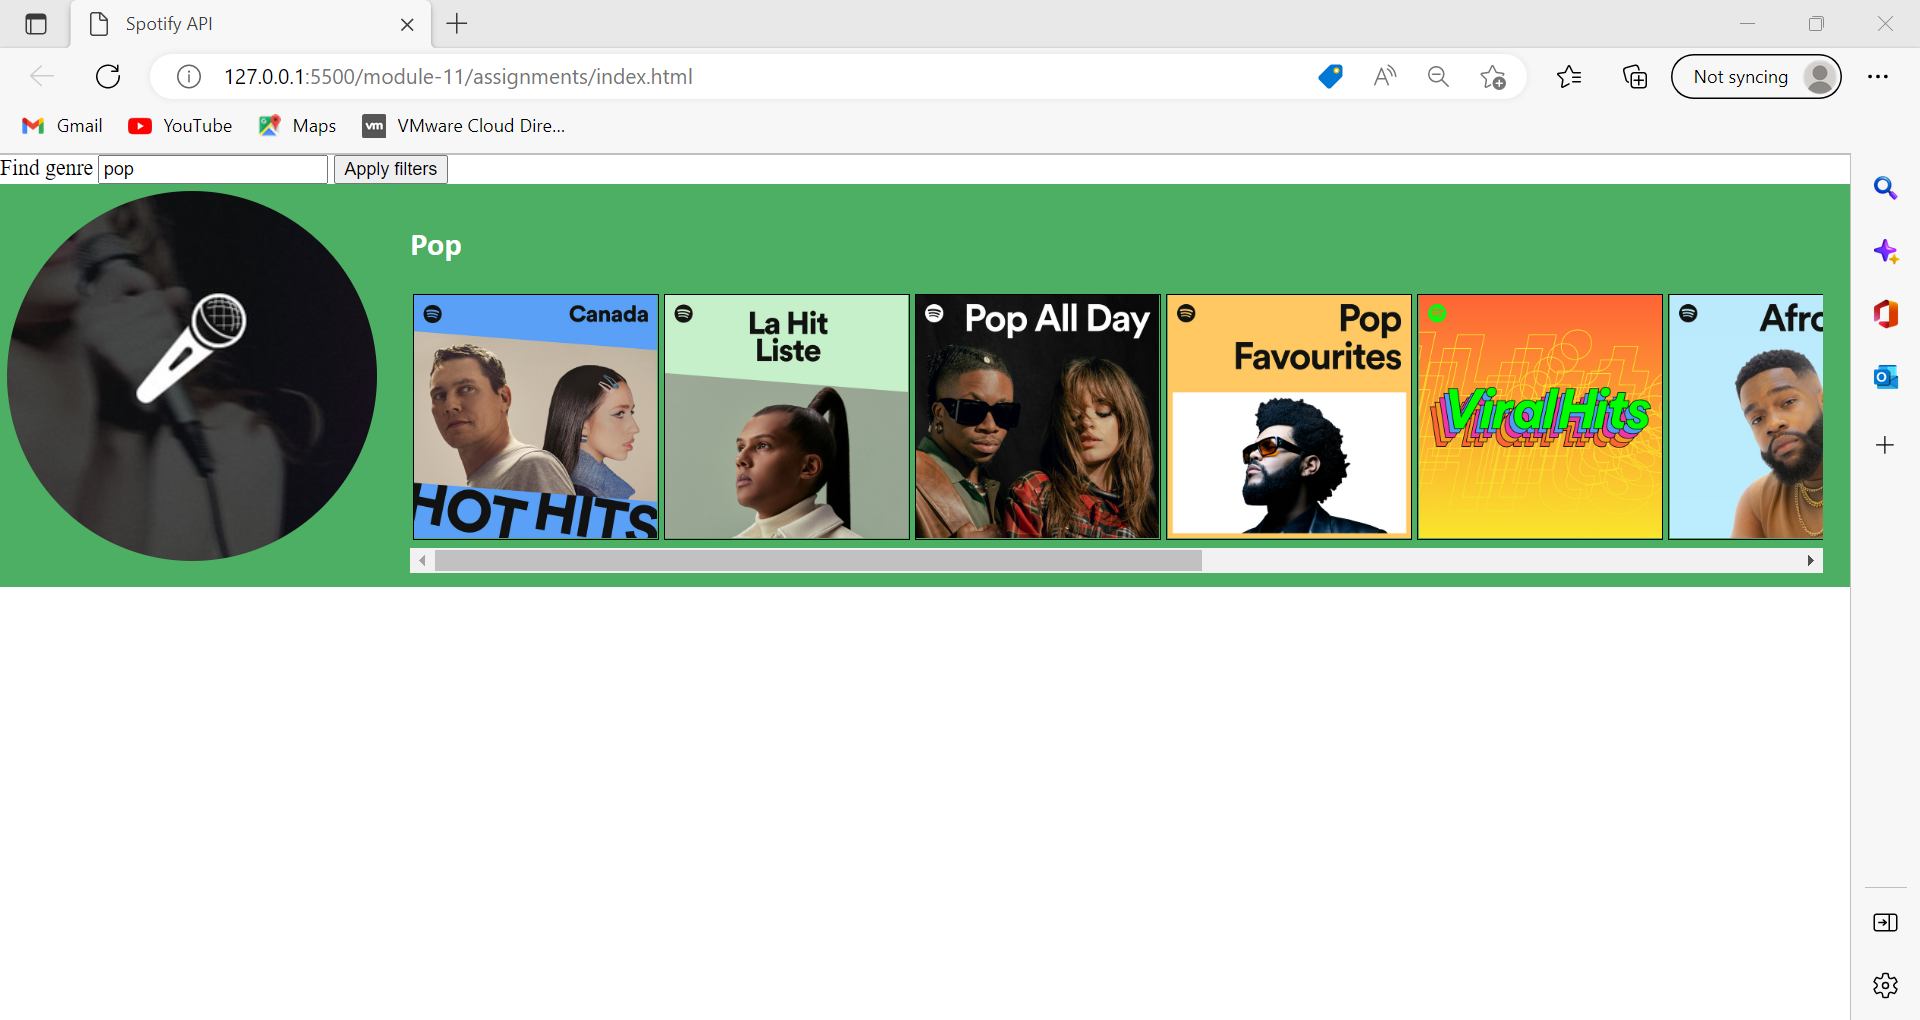 Spotify API
127.0.0.1:5500/module-11/assignments/index.html
Not syncing
Gmail
YouTube
Maps
vm
VMware Cloud Dire...
Find genre
pop
Apply filters
Pop
Canada
HOT HITS
La Hit
Liste
Pop All Day
Pop
Favourites
Viral Hits
Afro